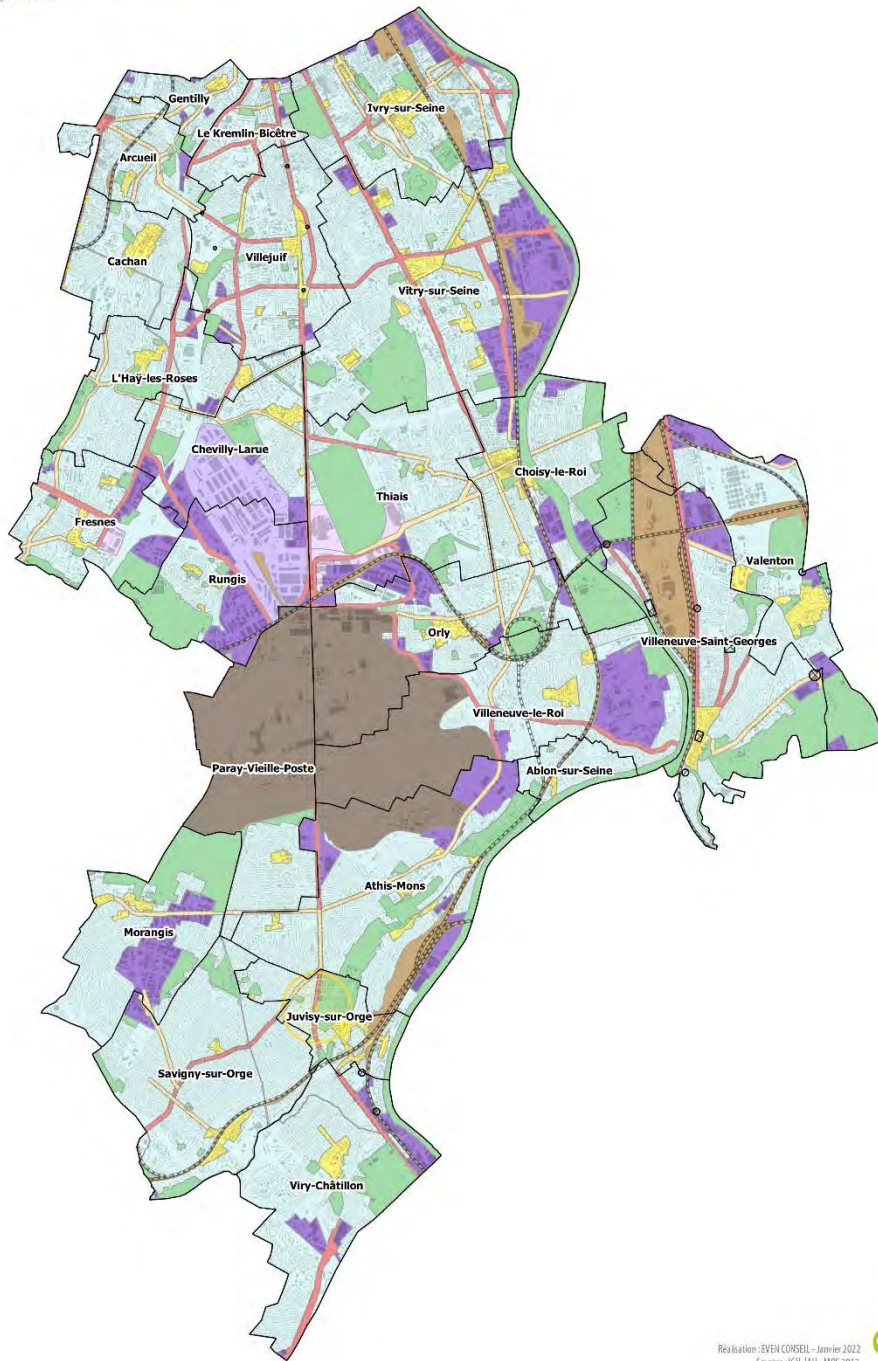 Gentilly
Ivry-sur-Seine
Le Kremlin-Bicêtre
Arcueil
Cachan
Villejuif
Vitry-sur-Seine
L'Haÿ-les-Roses
Chevilly-Larue
Choisy-le-Roi
Thiais
Fresnes
Valenton
Rungis
Orly
Villeneuve-Saint-Georges
Villeneuve-le-Roi
Paray-Vieille-Poste
Ablon-sur-Seine
Athis-Mons
Morangis
Juvisy-sur-Orge
Savigny-sur-Orge
Viry-Châtillon
Réalisation : EVEN CONSEIL - Janvier 2022